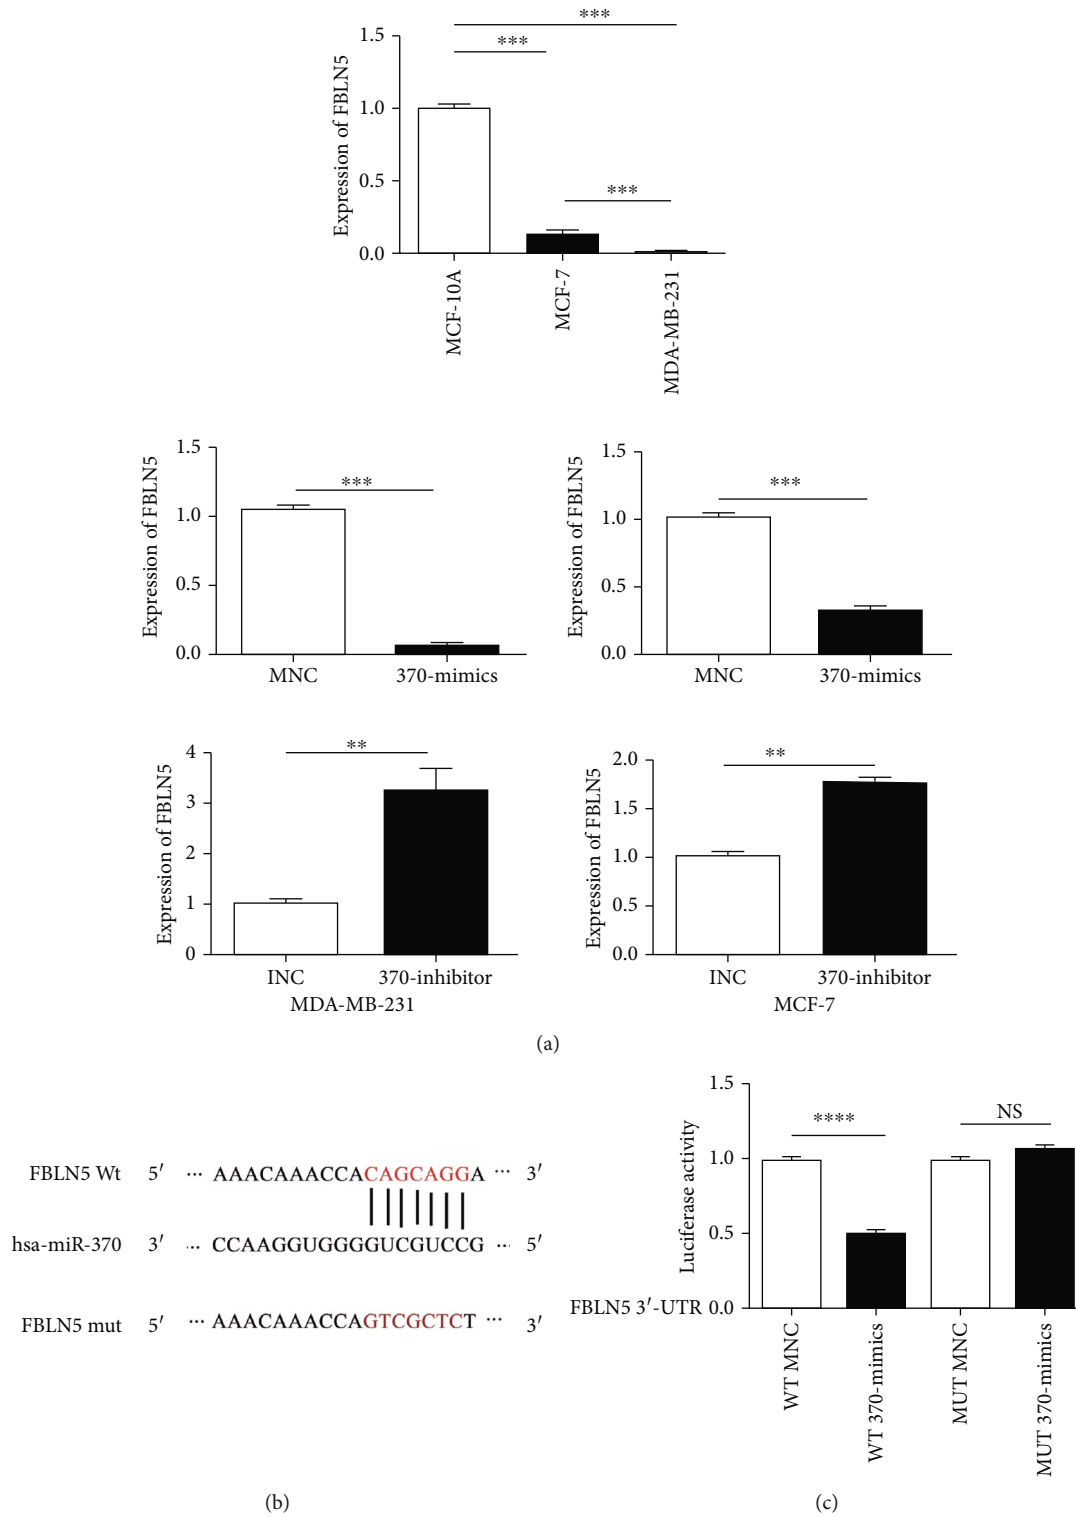 ***
***
***
Expression of FBLN5
1.5
1.0
0.5
0.0
MCF-10A
MCF-7
MDA-MB-231
Expression of FBLN5
1.5
1.0
0.5
0.0
***
MNC
370-mimics
Expression of FBLN5
1.5
1.0
0.5
0.0
***
MNC
370-mimics
Expression of FBLN5
4
3
2
1
0
**
INC
370-inhibitor
MDA-MB-231
Expression of FBLN5
2.0
1.5
1.0
0.5
0.0
**
INC
370-inhibitor
MCF-7
(a)
FBLN5 Wt 5′ ··· AAACAAACCACAGCAGGA ··· 3′
hsa-miR-370 3′ ··· CCAAGGUGGGGUCGUCCG ··· 5′
FBLN5 mut 5′ ··· AAACAAACCAGTCGCTCT ··· 3′
(b)
Luciferase activity
1.5
1.0
0.5
0.0
FBLN5 3′-UTR
****
NS
WT MNC
WT 370-mimics
MUT MNC
MUT 370-mimics
(c)